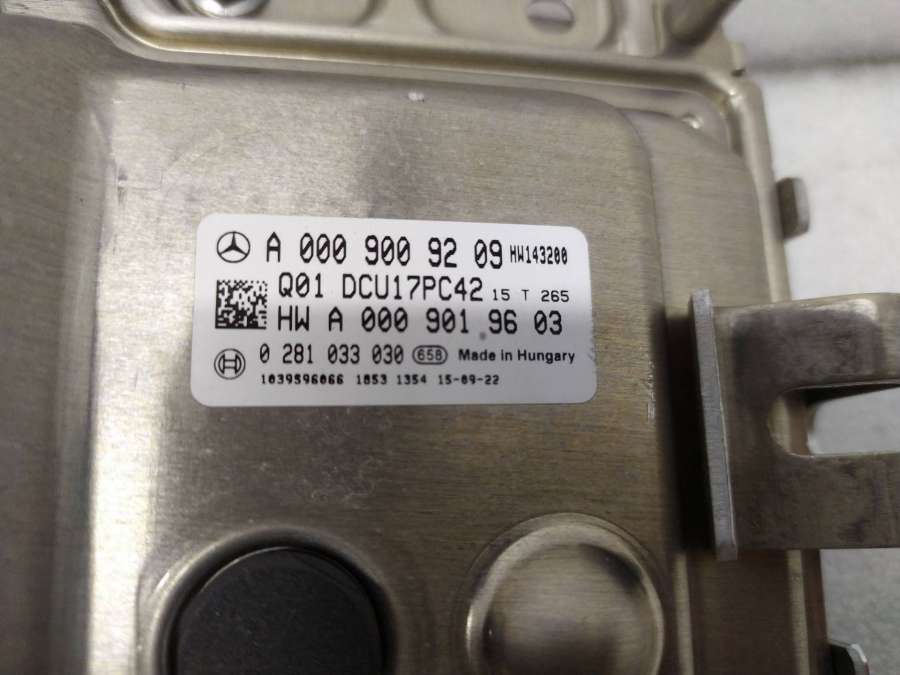 A 000 900 92 09 HW143200
Q01 DCU17PC42 15 T 265
HW A 000 901 96 03
0 281 033 030 658 Made in Hungary
1039S96066 1853 1354 15-09-22